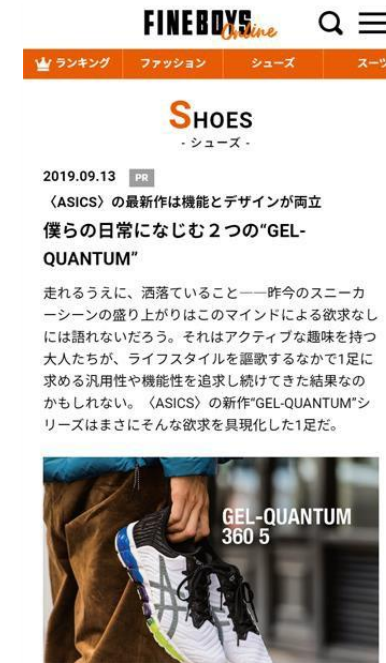 FINEBOYS Online
ランキング ファッション シューズ スーツ
SHOES
- シューズ -
2019.09.13 PR
〈ASICS〉の最新作は機能とデザインが両立
僕らの日常になじむ２つの“GEL-
QUANTUM”
走れるうえに、洒落ていること──昨今のスニーカ
ーシーンの盛り上がりはこのマインドによる欲求なし
には語れないだろう。それはアクティブな趣味を持つ
大人たちが、ライフスタイルを謳歌するなかで1足に
求める汎用性や機能性を追求し続けてきた結果なの
かもしれない。〈ASICS〉の新作“GEL-QUANTUM”シ
リーズはまさにそんな欲求を具現化した1足だ。
GEL-QUANTUM
360 5